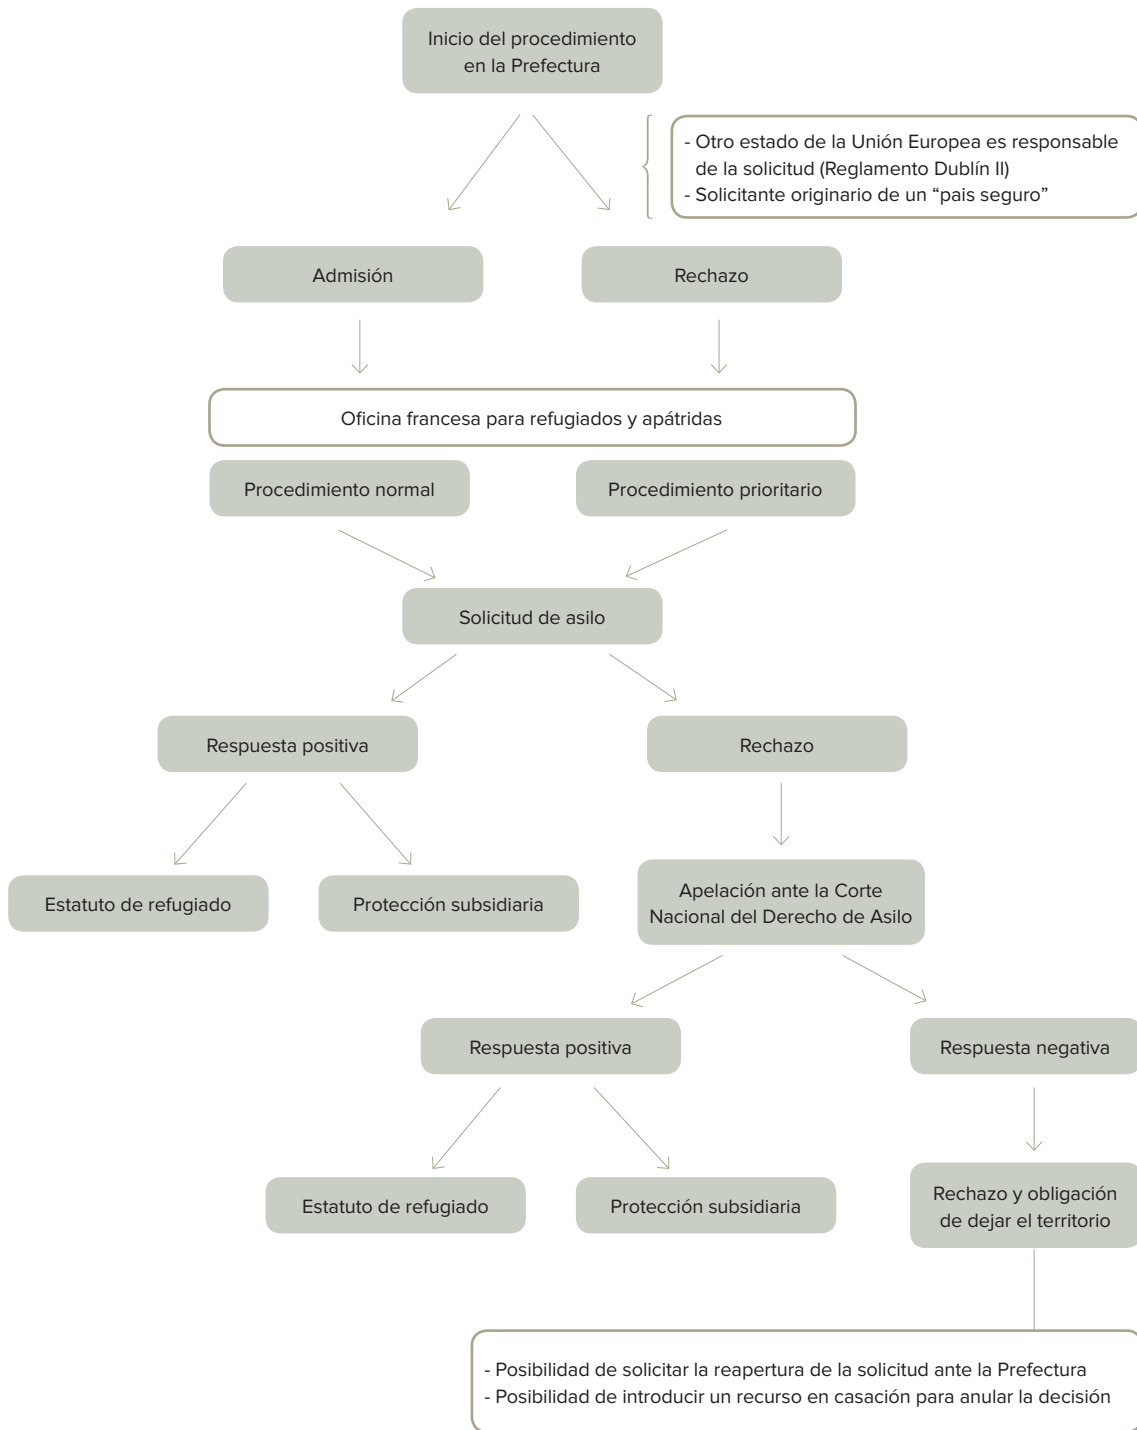 Inicio del procedimiento
en la Prefectura
- Otro estado de la Unión Europea es responsable
de la solicitud (Reglamento Dublín II)
- Solicitante originario de un “pais seguro”
Admisión
Rechazo
Oficina francesa para refugiados y apátridas
Procedimiento normal
Procedimiento prioritario
Solicitud de asilo
Respuesta positiva
Rechazo
Estatuto de refugiado
Protección subsidiaria
Apelación ante la Corte
Nacional del Derecho de Asilo
Respuesta positiva
Respuesta negativa
Estatuto de refugiado
Protección subsidiaria
Rechazo y obligación
de dejar el territorio
- Posibilidad de solicitar la reapertura de la solicitud ante la Prefectura
- Posibilidad de introducir un recurso en casación para anular la decisión